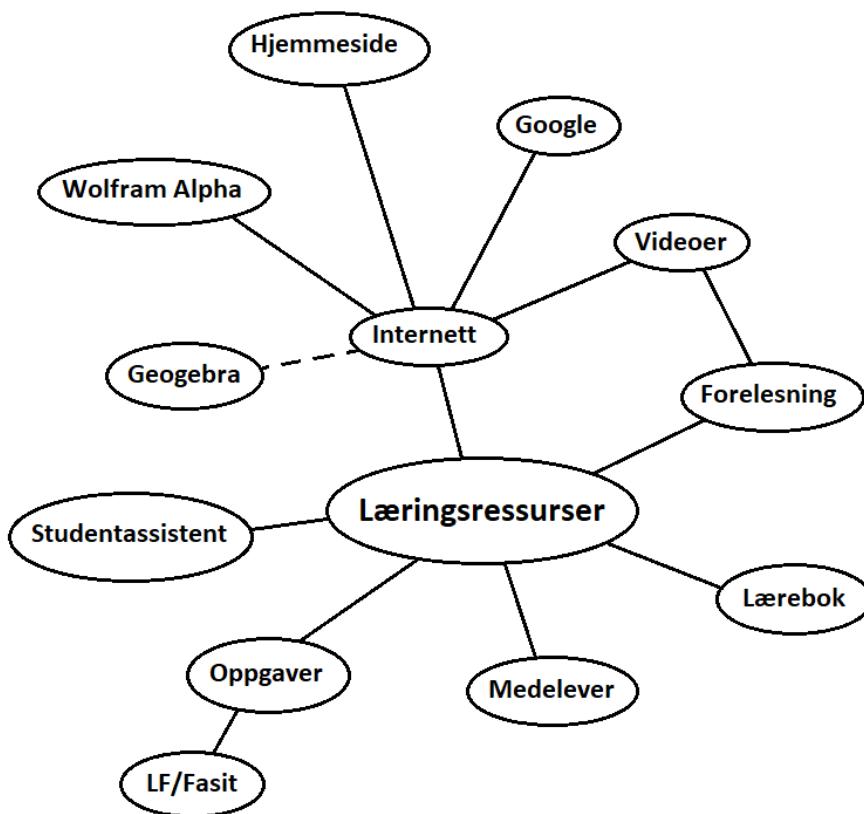 Hjemmeside
Google
Wolfram Alpha
Videoer
Internett
Geogebra
Forelesning
Læringsressurser
Studentassistent
Lærebok
Oppgaver
Medelever
LF/Fasit